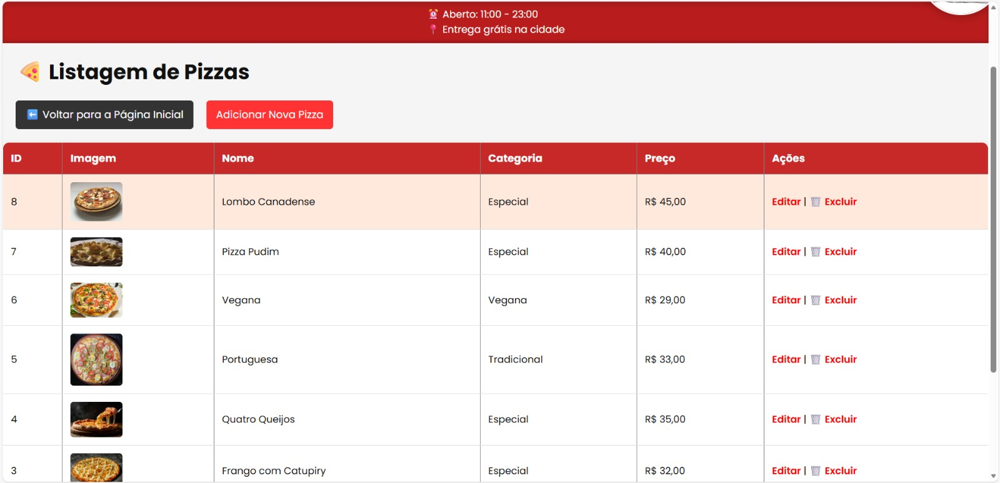 Aberto: 11:00 - 23:00
Entrega grátis na cidade
Listagem de Pizzas
Voltar para a Página Inicial
Adicionar Nova Pizza
ID Imagem Nome Categoria Preço Ações
8 Lombo Canadense Especial R$ 45,00 Editar | Excluir
7 Pizza Pudim Especial R$ 40,00 Editar | Excluir
6 Vegana Vegana R$ 29,00 Editar | Excluir
5 Portuguesa Tradicional R$ 33,00 Editar | Excluir
4 Quatro Queijos Especial R$ 35,00 Editar | Excluir
3 Frango com Catupiry Especial R$ 32,00 Editar | Excluir